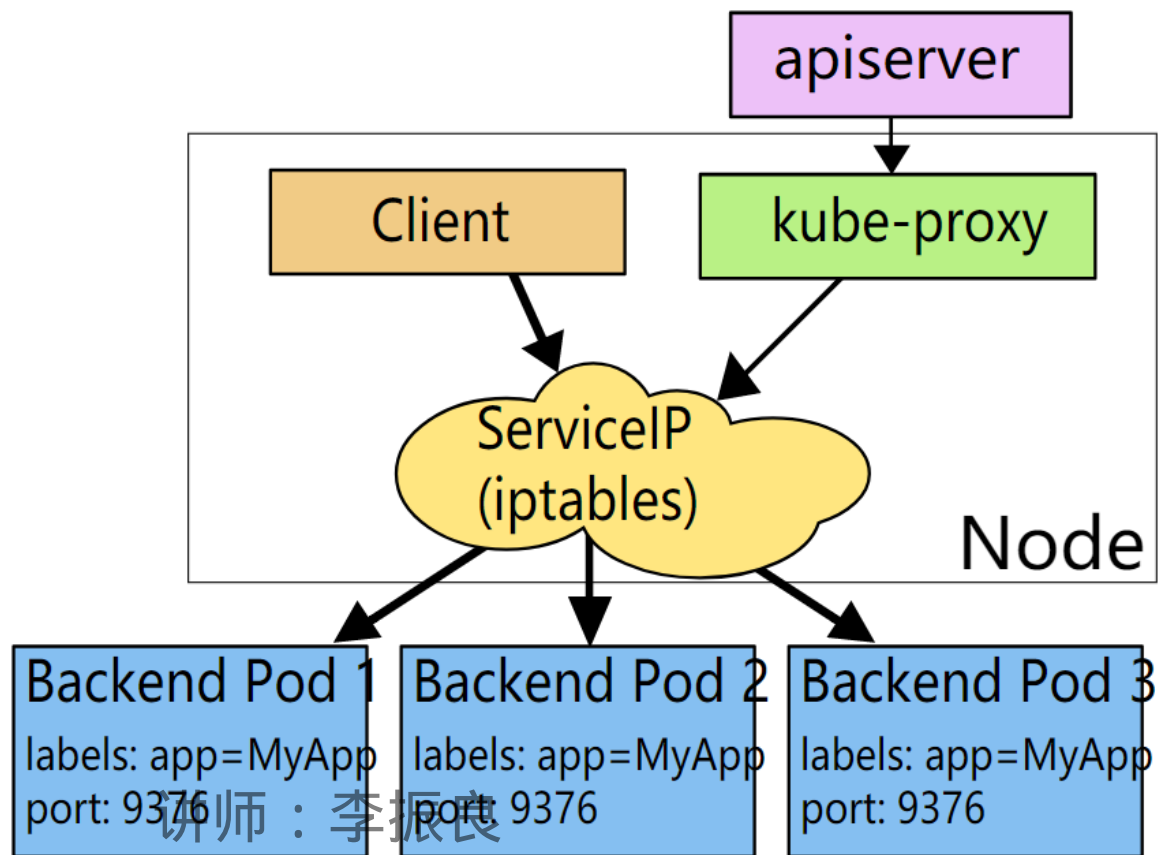 apiserver
Client
kube-proxy
ServiceIP
(iptables)
Node
Backend Pod 1
labels: app=MyApp
port: 9376
Backend Pod 2
labels: app=MyApp
port: 9376
Backend Pod 3
labels: app=MyApp
port: 9376
讲师：李振良